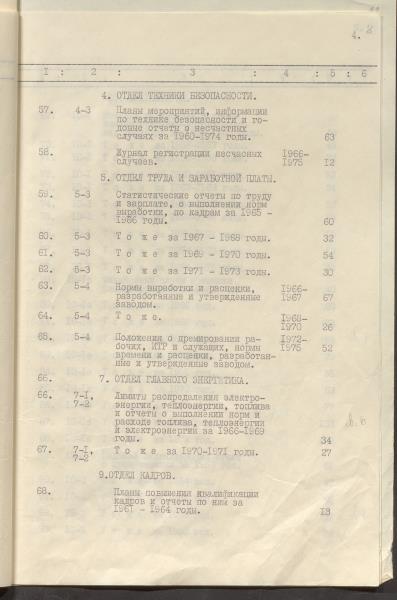 4.
1 : 2 : 3 : 4 : 5 : 6
4. ОТДЕЛ ТЕХНИКИ БЕЗОПАСНОСТИ.
57. 4-3 Планы мероприятий, информации
по технике безопасности и го-
довые отчеты о несчастных
случаях за 1960-1974 годы. 63
58. Журнал регистрации несчасных 1966-
случаев. 1975 12
5. ОТДЕЛ ТРУДА И ЗАРАБОТНОЙ ПЛАТЫ.
59. 5-3 Статистические отчеты по труду
и зарплате, о выполнении норм
выработки, по кадрам за 1965 -
1966 годы. 60
60. 5-3 Т о ж е за 1967 - 1968 годы. 32
61. 5-3 Т о ж е за 1969 - 1970 годы. 54
62. 5-3 Т о ж е за 1971 - 1973 годы. 30
63. 5-4 Нормы выработки и расценки, 1966-
разработанные и утвержденные 1967 67
заводом.
64. 5-4 Т о ж е. 1968-
1970 26
65. 5-4 Положения о премировании ра- 1972-
бочих, ИТР и служащих, нормы 1975 52
времени и расценки, разработан-
ные и утвержденные заводом.
66. 7. ОТДЕЛ ГЛАВНОГО ЭНЕРГЕТИКА.
66. 7-1, Лимиты распределения электро-
7-2 энергии, теплоэнергии, топлива
и отчеты о выполнении норм и
расходе топлива, теплоэнергии
и электроэнергии за 1966-1969
годы. 34
67. 7-1, Т о ж е за 1970-1971 годы. 27
7-2
9.ОТДЕЛ КАДРОВ.
68. Планы повышения квалификации
кадров и отчеты по ним за
1961 - 1964 годы. 13